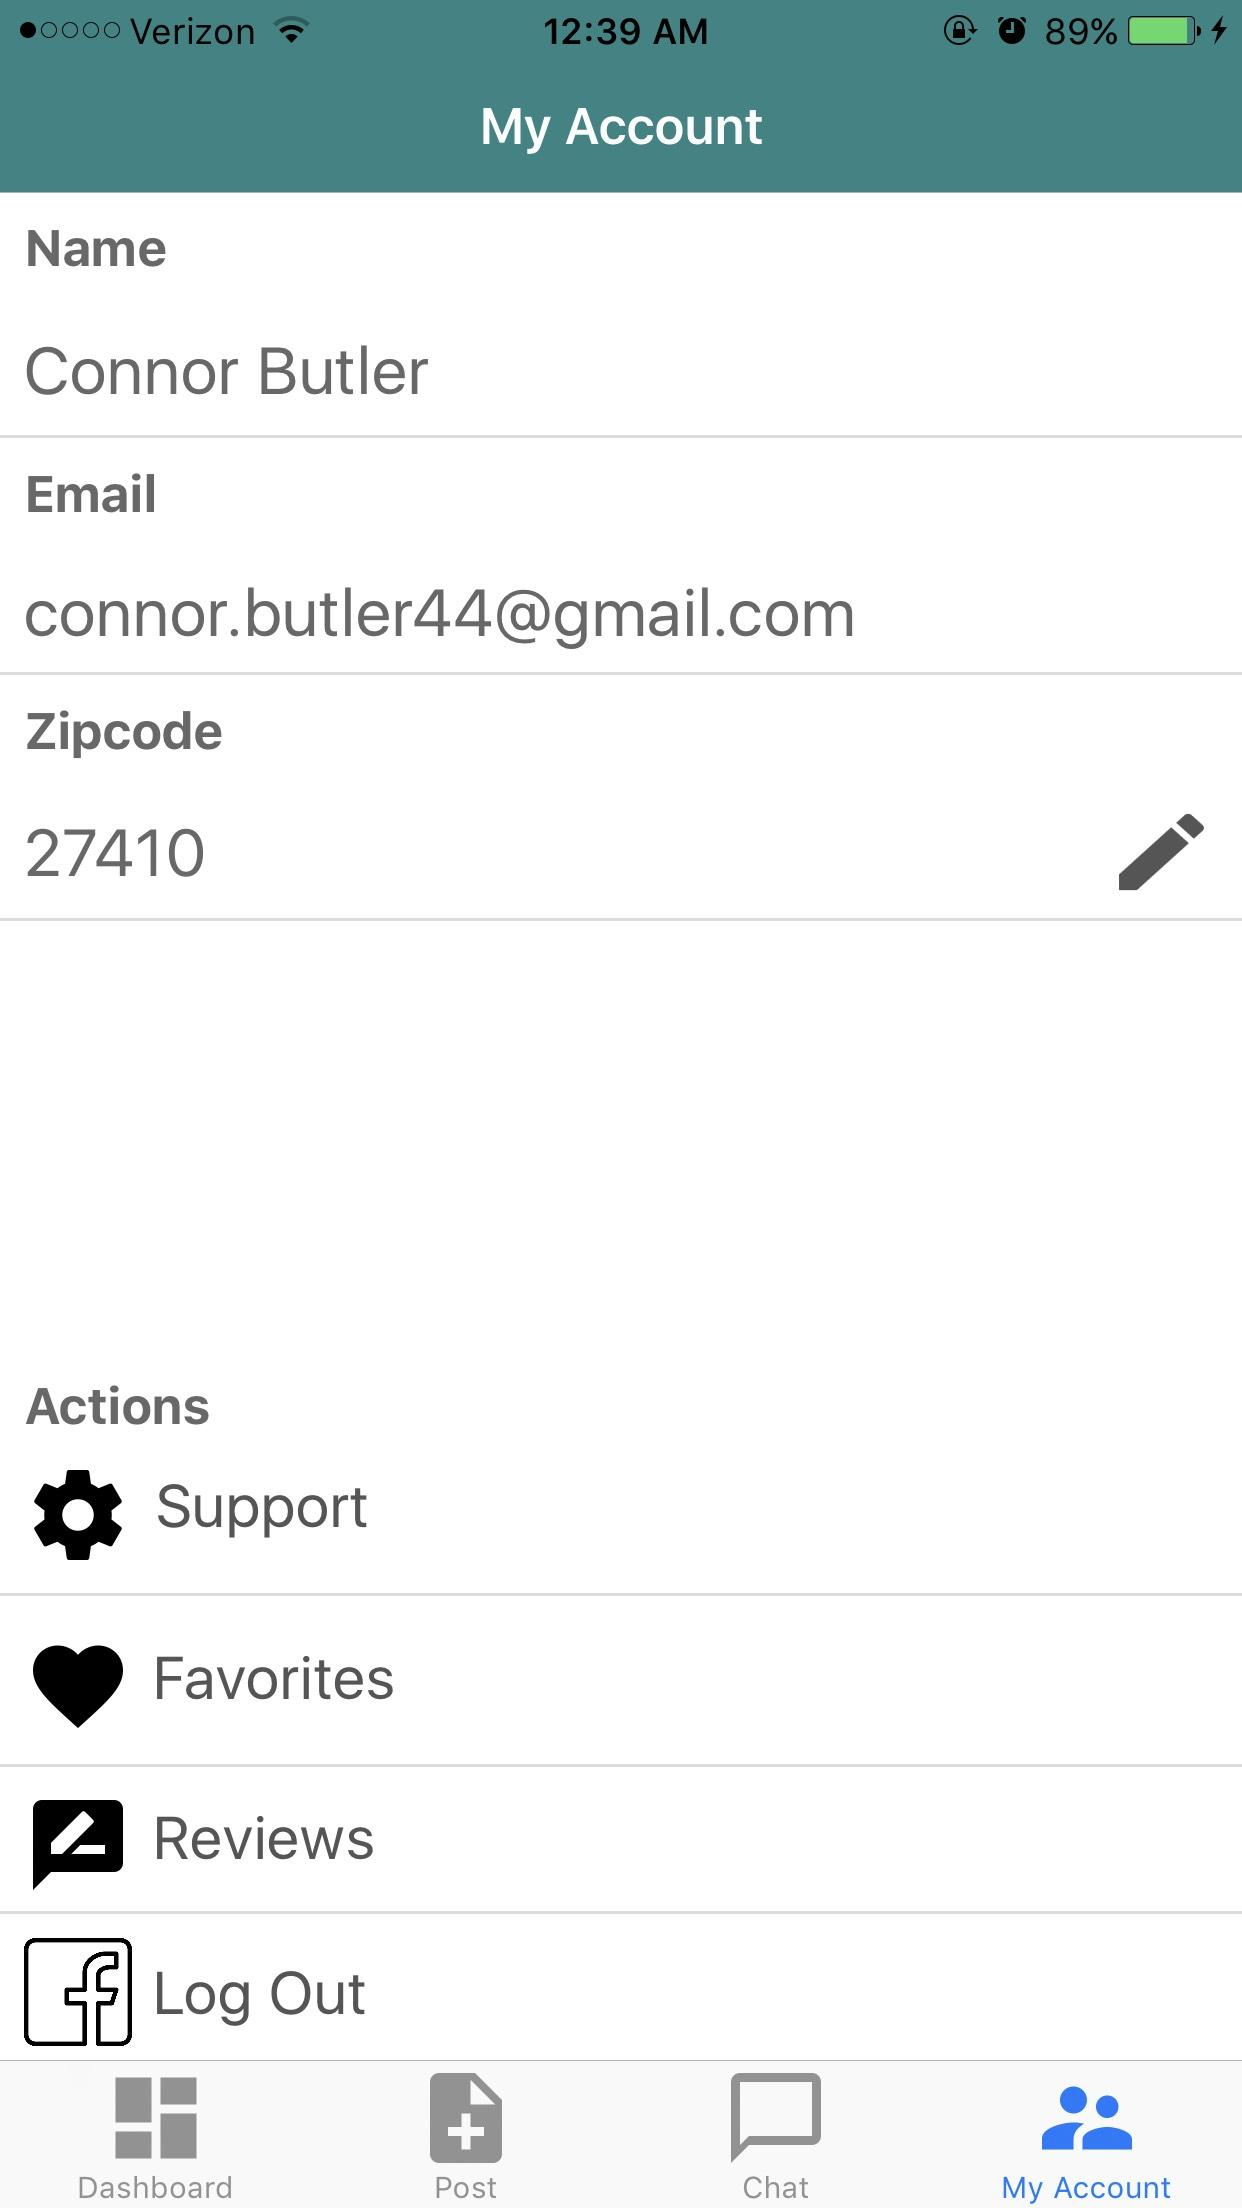 Verizon 12:39 AM 89%
My Account
Name
Connor Butler
Email
connor.butler44@gmail.com
Zipcode
27410
Actions
Support
Favorites
Reviews
Log Out
Dashboard Post Chat My Account